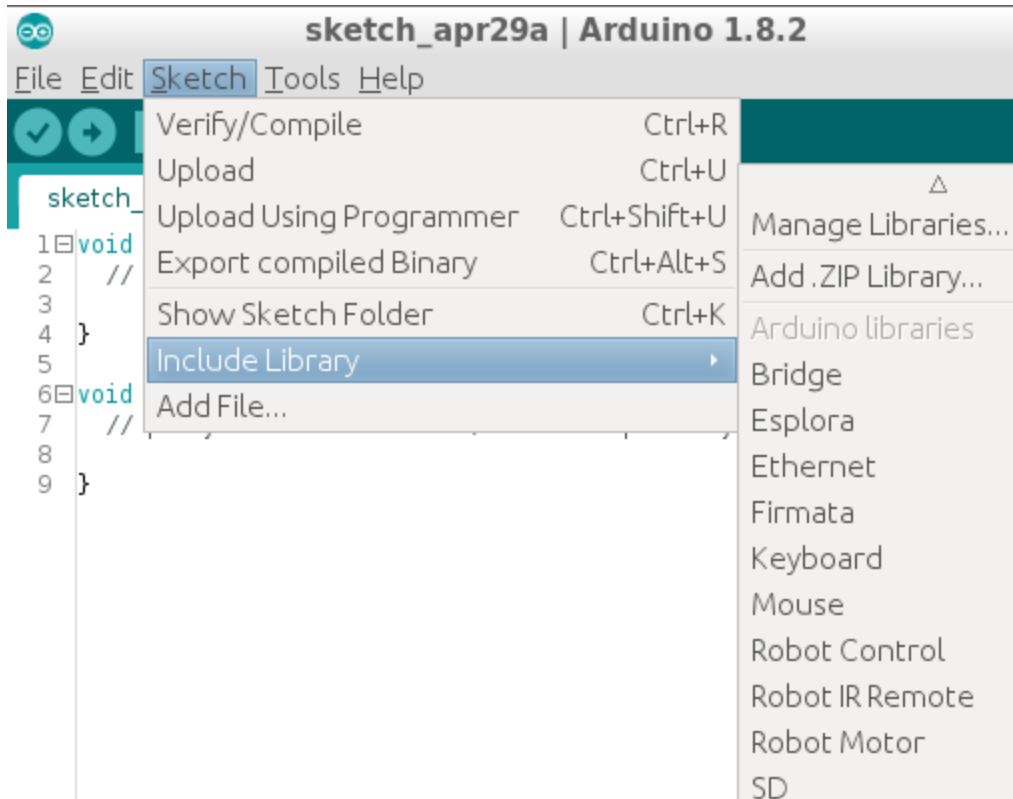 sketch_apr29a | Arduino 1.8.2
File Edit Sketch Tools Help
Verify/Compile Ctrl+R
Upload Ctrl+U
Upload Using Programmer Ctrl+Shift+U
Export compiled Binary Ctrl+Alt+S
Show Sketch Folder Ctrl+K
Include Library
Add File...
Manage Libraries...
Add .ZIP Library...
Arduino libraries
Bridge
Esplora
Ethernet
Firmata
Keyboard
Mouse
Robot Control
Robot IR Remote
Robot Motor
SD
sketch_
1 void
2 //
3
4 }
5
6 void
7 //
8
9 }